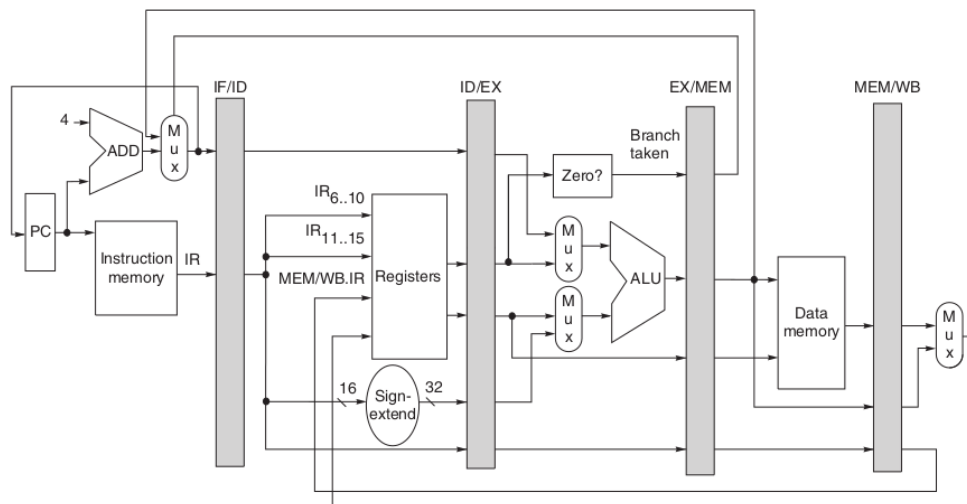 IF/ID
ID/EX
EX/MEM
MEM/WB
4
ADD
M
u
x
Branch
taken
Zero?
IR6..10
IR11..15
PC
Instruction
memory
IR
MEM/WB.IR
Registers
M
u
x
ALU
M
u
x
Data
memory
M
u
x
16
Sign-
extend
32